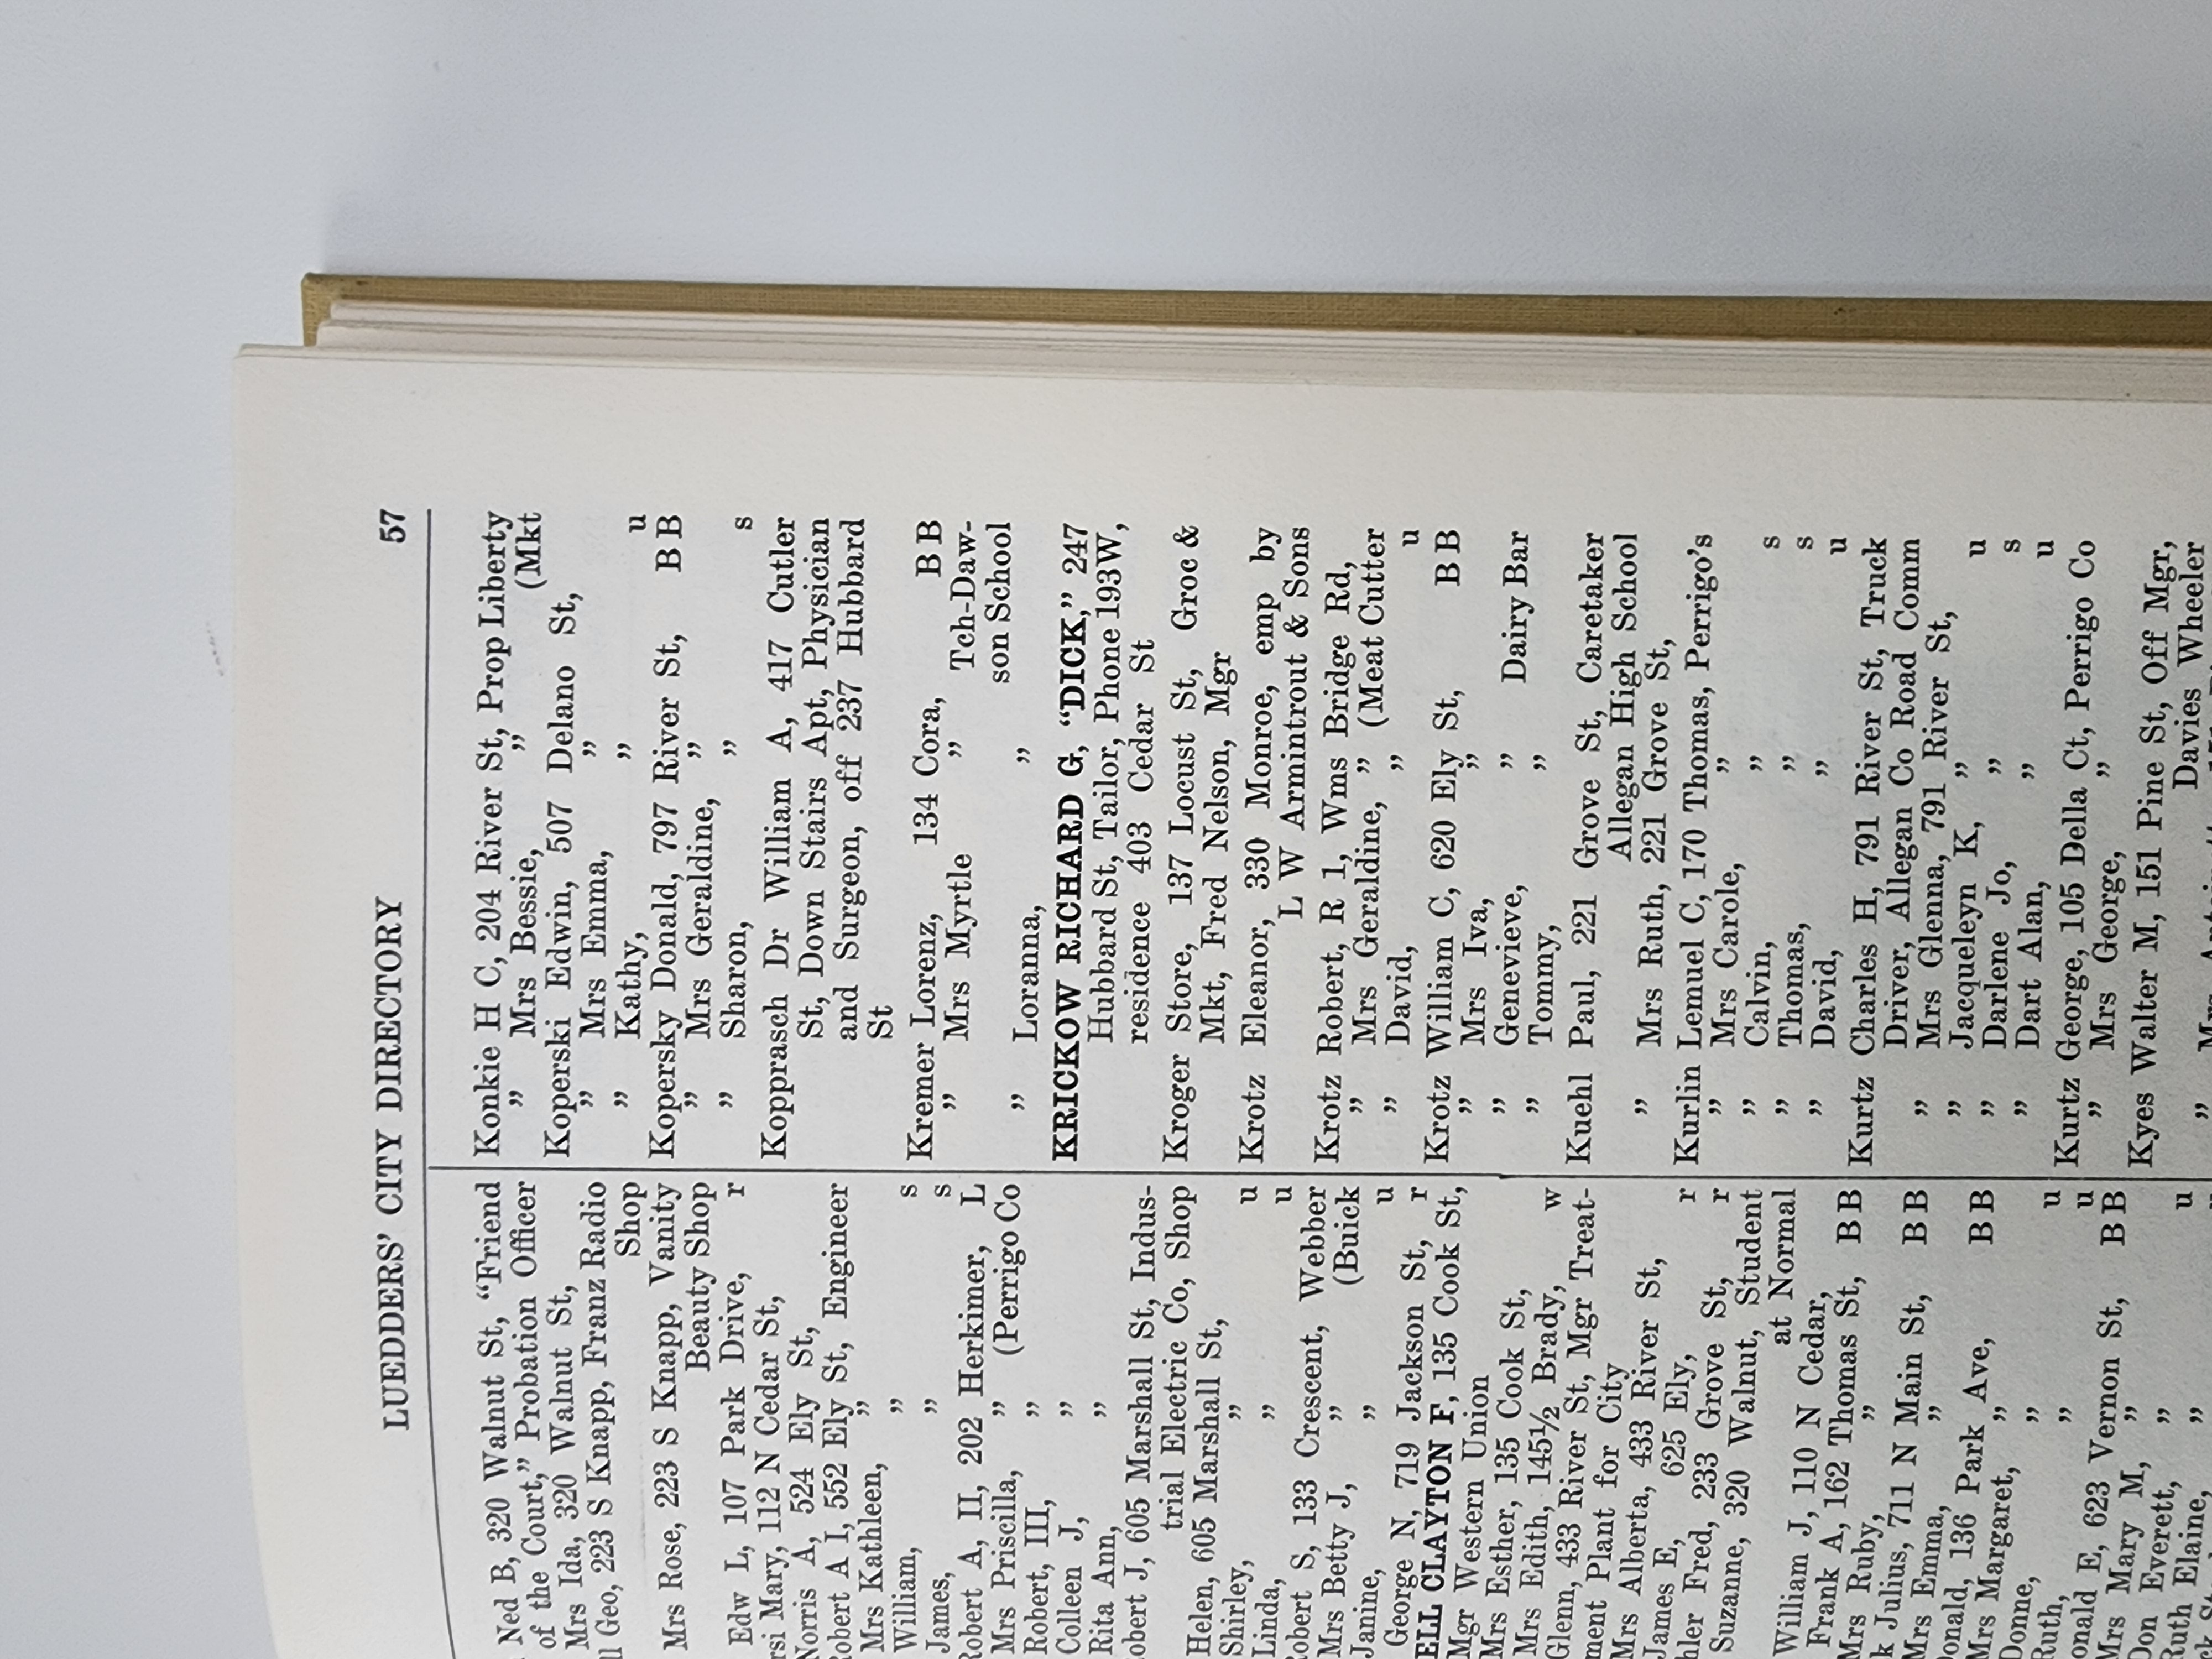 LUEDDERS' CITY DIRECTORY 57
Ned B, 320 Walnut St, "Friend
of the Court," Probation Officer
Mrs Ida, 320 Walnut St,
Geo, 223 S Knapp, Franz Radio
Shop
Mrs Rose, 223 S Knapp, Vanity
Beauty Shop
Edw L, 107 Park Drive, r
Mary, 112 N Cedar St,
Norris A, 524 Ely St,
Robert A I, 552 Ely St, Engineer
Mrs Kathleen, „
William, „ s
James, „ s
Robert A, II, 202 Herkimer, L
Mrs Priscilla, „ (Perrigo Co
Robert, III, „
Colleen J, „
Rita Ann, „
Robert J, 605 Marshall St, Indus-
trial Electric Co, Shop
Helen, 605 Marshall St,
Shirley, „ u
Linda, „ u
Robert S, 133 Crescent, Webber
Mrs Betty J, „ (Buick
Janine, „ u
George N, 719 Jackson St, r
CLAYTON F, 135 Cook St,
Mgr Western Union
Mrs Esther, 135 Cook St,
Mrs Edith, 145½ Brady, w
Glenn, 433 River St, Mgr Treat-
ment Plant for City
Mrs Alberta, 433 River St,
James E, 625 Ely, r
Fred, 233 Grove St, r
Suzanne, 320 Walnut, Student
at Normal
William J, 110 N Cedar,
Frank A, 162 Thomas St, B B
Mrs Ruby, „
Julius, 711 N Main St, B B
Mrs Emma, „
Donald, 136 Park Ave, B B
Mrs Margaret, „
Donne, „ u
Ruth, „ u
Donald E, 623 Vernon St, B B
Mrs Mary M, „
Don Everett, „ u
Ruth Elaine, „
Konkie H C, 204 River St, Prop Liberty
„ Mrs Bessie, „ (Mkt
Koperski Edwin, 507 Delano St,
„ Mrs Emma, „
„ Kathy, „ u
Kopersky Donald, 797 River St, B B
„ Mrs Geraldine, „
„ Sharon, „ s
Kopprasch Dr William A, 417 Cutler
St, Down Stairs Apt, Physician
and Surgeon, off 237 Hubbard
St
Kremer Lorenz, 134 Cora, B B
„ Mrs Myrtle „ Tch-Daw-
son School
„ Loranna, „
KRICKOW RICHARD G, "DICK," 247
Hubbard St, Tailor, Phone 193W,
residence 403 Cedar St
Kroger Store, 137 Locust St, Groc &
Mkt, Fred Nelson, Mgr
Krotz Eleanor, 330 Monroe, emp by
L W Armintrout & Sons
Krotz Robert, R 1, Wms Bridge Rd,
„ Mrs Geraldine, „ (Meat Cutter
„ David, „ u
Krotz William C, 620 Ely St, B B
„ Mrs Iva, „
„ Genevieve, „ Dairy Bar
„ Tommy, „
Kuehl Paul, 221 Grove St, Caretaker
Allegan High School
„ Mrs Ruth, 221 Grove St,
Kurlin Lemuel C, 170 Thomas, Perrigo's
„ Mrs Carole, „
„ Calvin, „ s
„ Thomas, „ s
„ David, „ u
Kurtz Charles H, 791 River St, Truck
Driver, Allegan Co Road Comm
„ Mrs Glenna, 791 River St,
„ Jacqueleyn K, „ u
„ Darlene Jo, „ s
„ Dart Alan, „ u
Kurtz George, 105 Della Ct, Perrigo Co
„ Mrs George, „
Kyes Walter M, 151 Pine St, Off Mgr,
Davies Wheeler